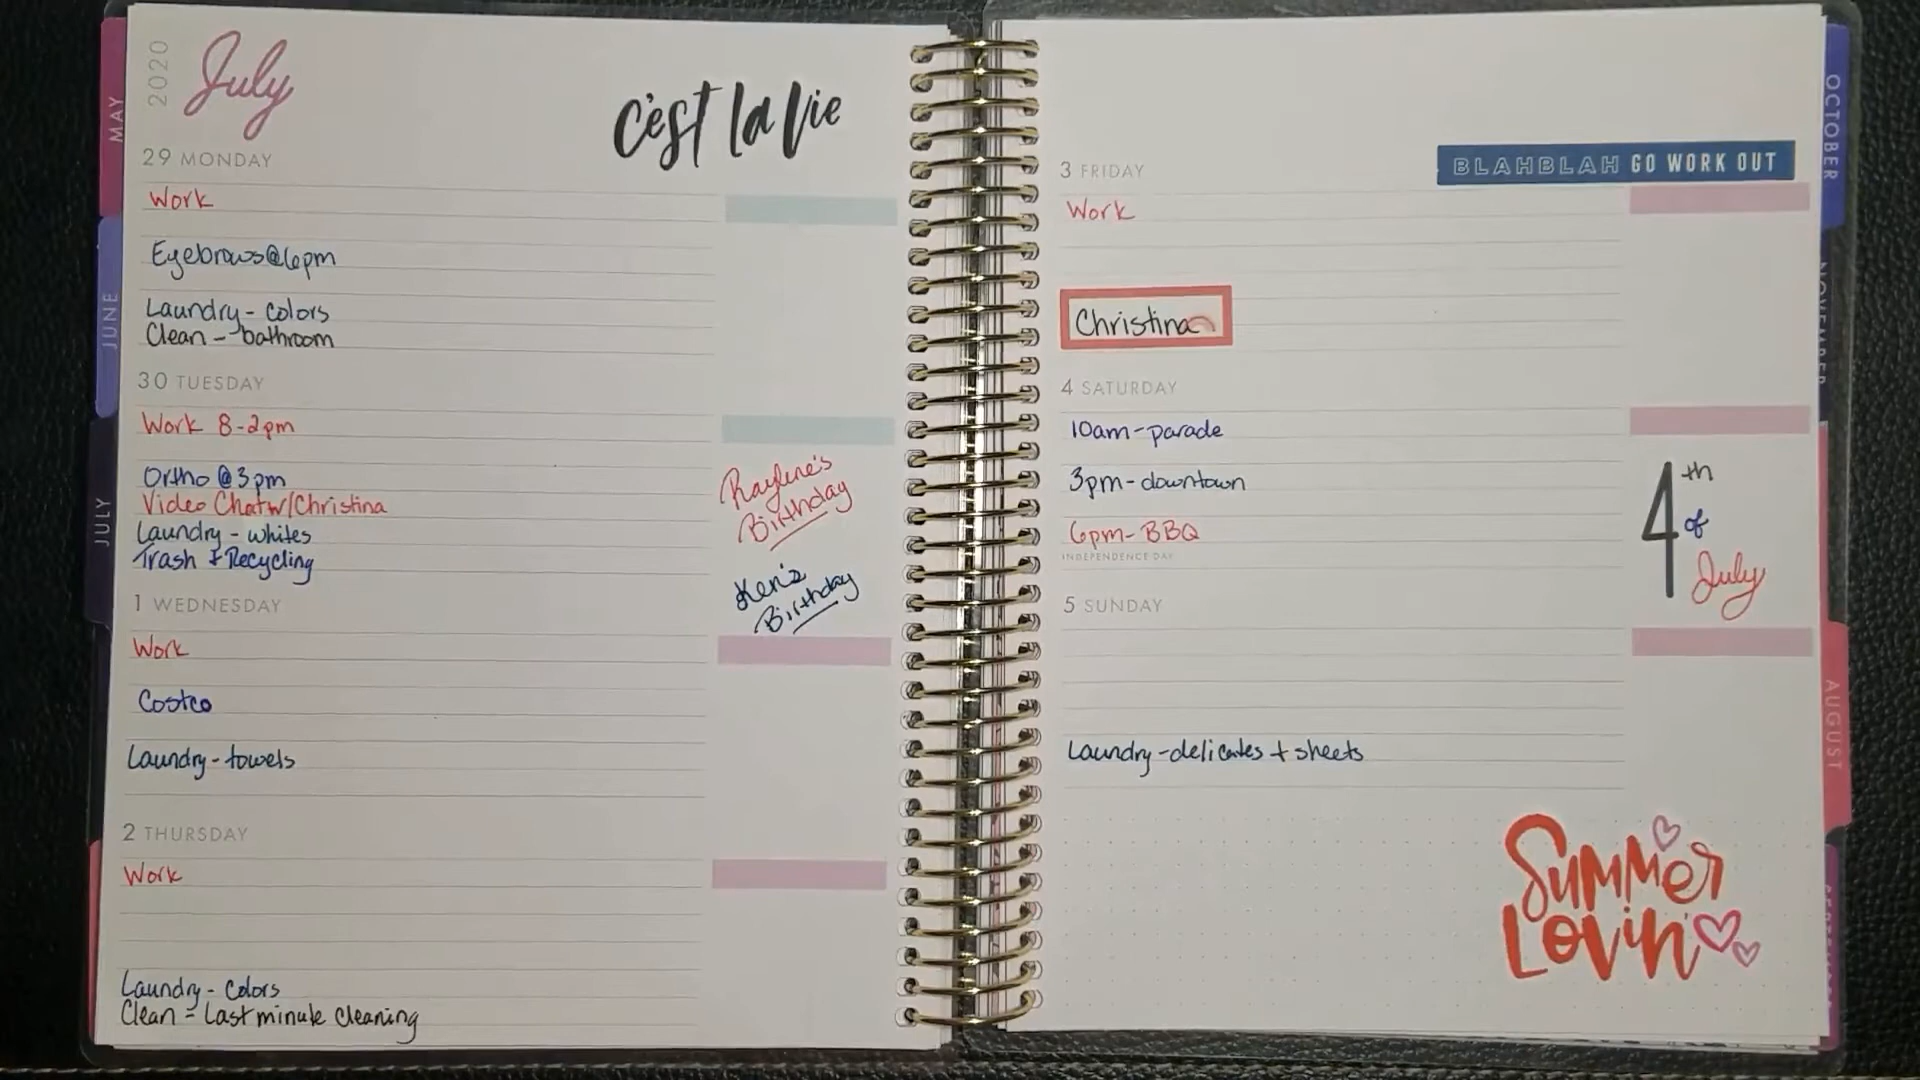 MAY
JUNE
JULY
2020
July
c'est la vie
29 MONDAY
Work
Eyebrows@6pm
Laundry - colors
Clean - bathroom
30 TUESDAY
Work 8-2pm
Ortho @ 3pm
Video Chat w/Christina
Laundry - whites
Trash + Recycling
Raylene's
Birthday
Ken's
Birthday
1 WEDNESDAY
Work
Costco
Laundry - towels
2 THURSDAY
Work
Laundry - colors
Clean - Last minute cleaning
BLAHBLAH GO WORK OUT
3 FRIDAY
Work
Christina
4 SATURDAY
10am - parade
3pm - downtown
6pm - BBQ
INDEPENDENCE DAY
4th
of
July
5 SUNDAY
Laundry - delicates + sheets
Summer
Lovin'
OCTOBER
NOVEMBER
AUGUST